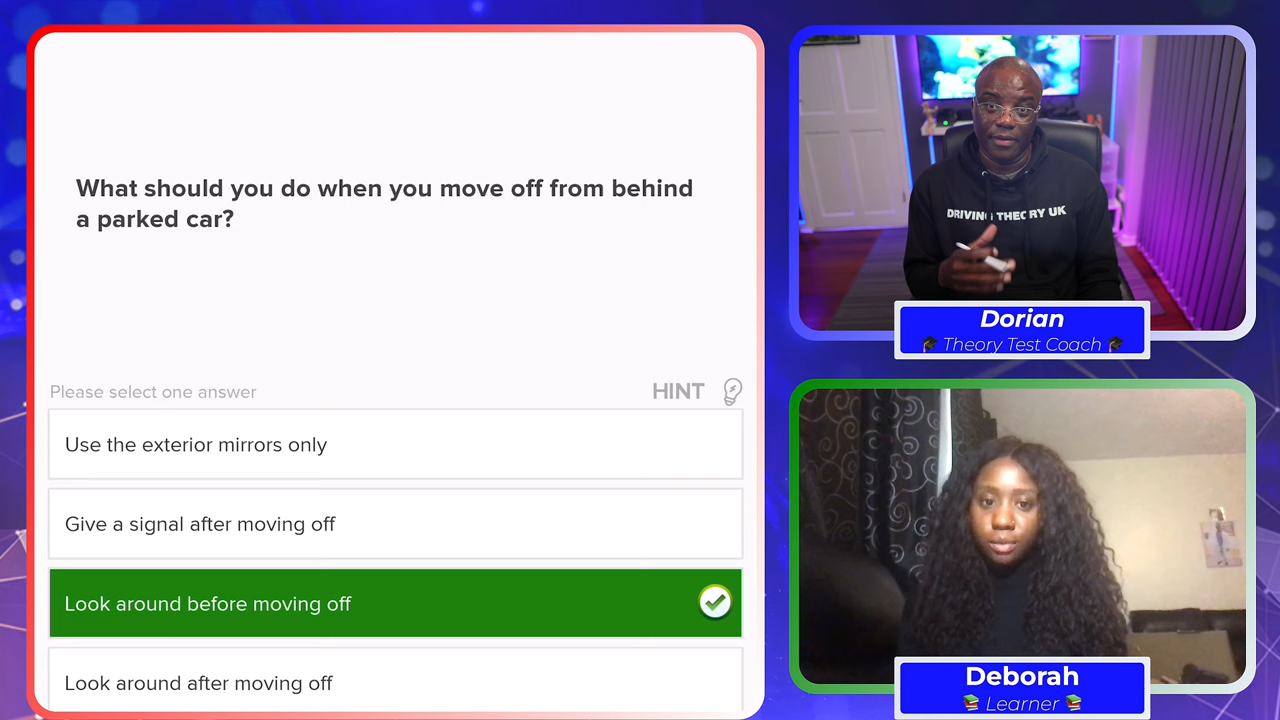 What should you do when you move off from behind
a parked car?
Please select one answer
HINT
Use the exterior mirrors only
Give a signal after moving off
Look around before moving off
Look around after moving off
DRIVING THEORY UK
Dorian
Theory Test Coach
Deborah
Learner